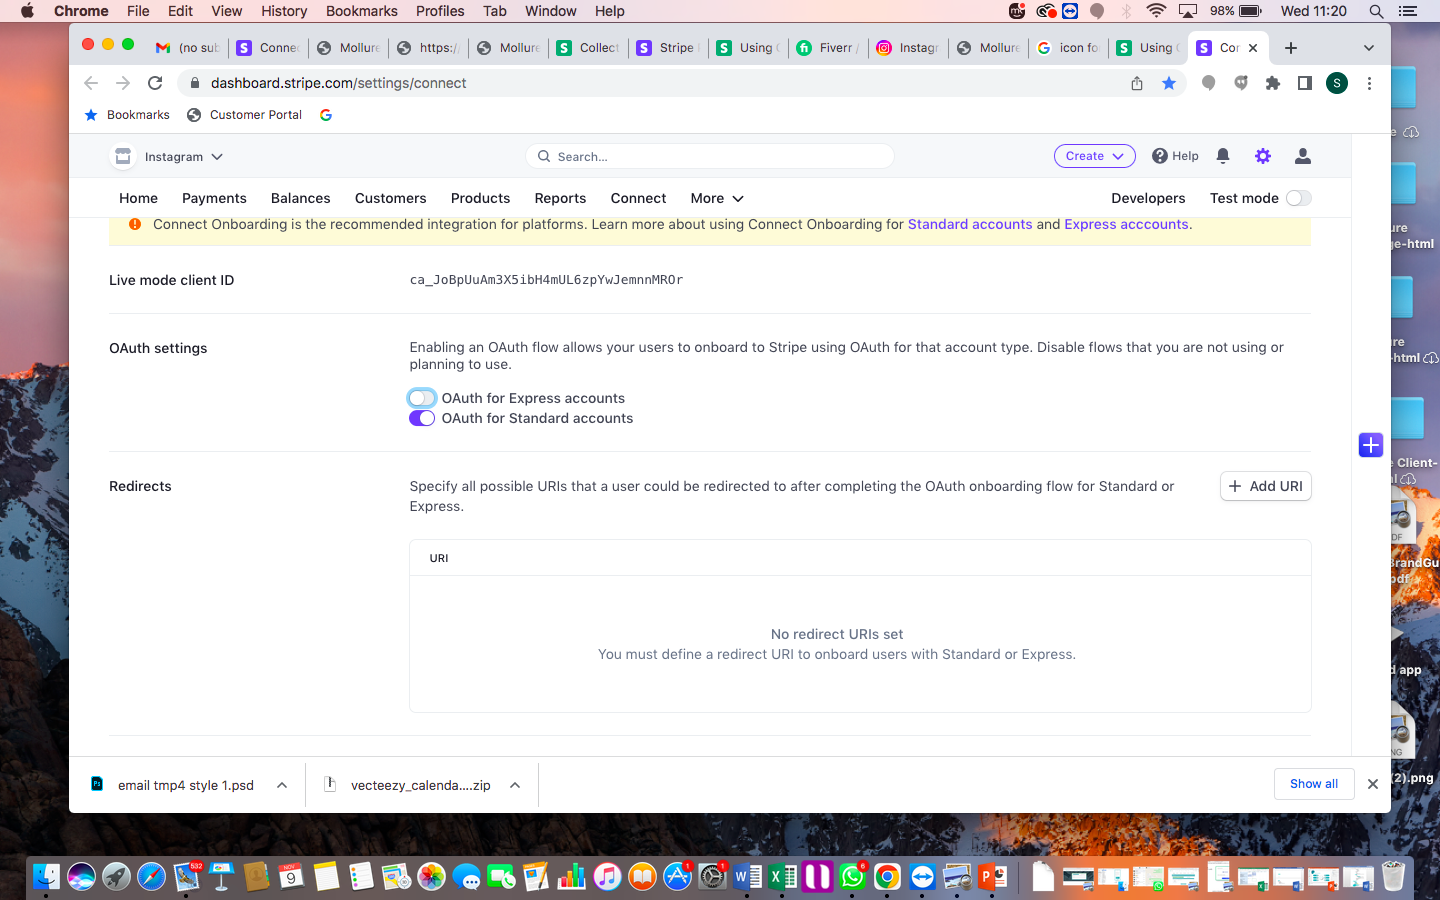 Chrome File Edit View History Bookmarks Profiles Tab Window Help 98% Wed 11:20
(no sub Connec Mollure https:// Mollure Collect Stripe Using Fiverr / Instagr Mollure icon fo Using Cor
dashboard.stripe.com/settings/connect S
Bookmarks Customer Portal
Instagram Search... Create Help
Home Payments Balances Customers Products Reports Connect More Developers Test mode
Connect Onboarding is the recommended integration for platforms. Learn more about using Connect Onboarding for Standard accounts and Express acccounts.
Live mode client ID ca_JoBpUuAm3X5ibH4mUL6zpYwJemnnMROr
OAuth settings Enabling an OAuth flow allows your users to onboard to Stripe using OAuth for that account type. Disable flows that you are not using or
planning to use.
OAuth for Express accounts
OAuth for Standard accounts
Redirects Specify all possible URIs that a user could be redirected to after completing the OAuth onboarding flow for Standard or
Express.
+ Add URI
URI
No redirect URIs set
You must define a redirect URI to onboard users with Standard or Express.
email tmp4 style 1.psd vecteezy_calenda....zip Show all
ure
ge-html
ure
-html
e Client-
BrandGu
pdf
d app
(2).png
532 NOV 9 1 1 6